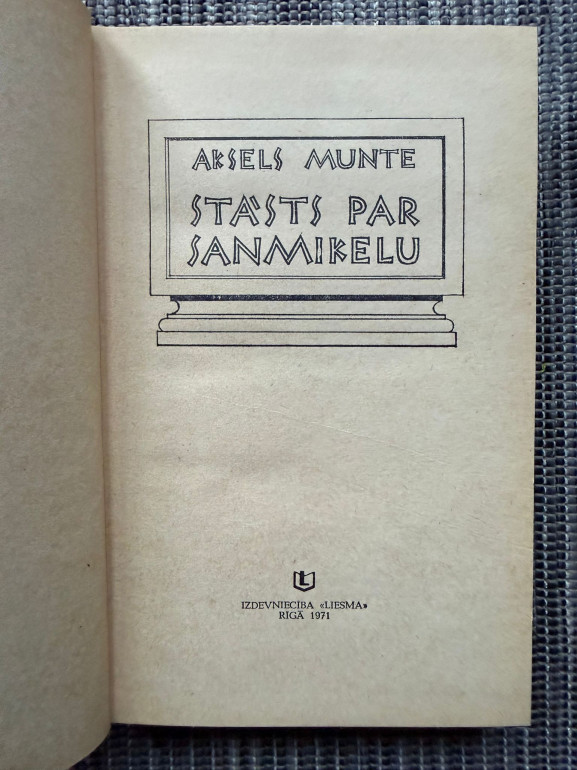 AKSELS MUNTE
STĀSTS PAR
SANMIKELU
IZDEVNIECĪBA «LIESMA»
RĪGĀ 1971